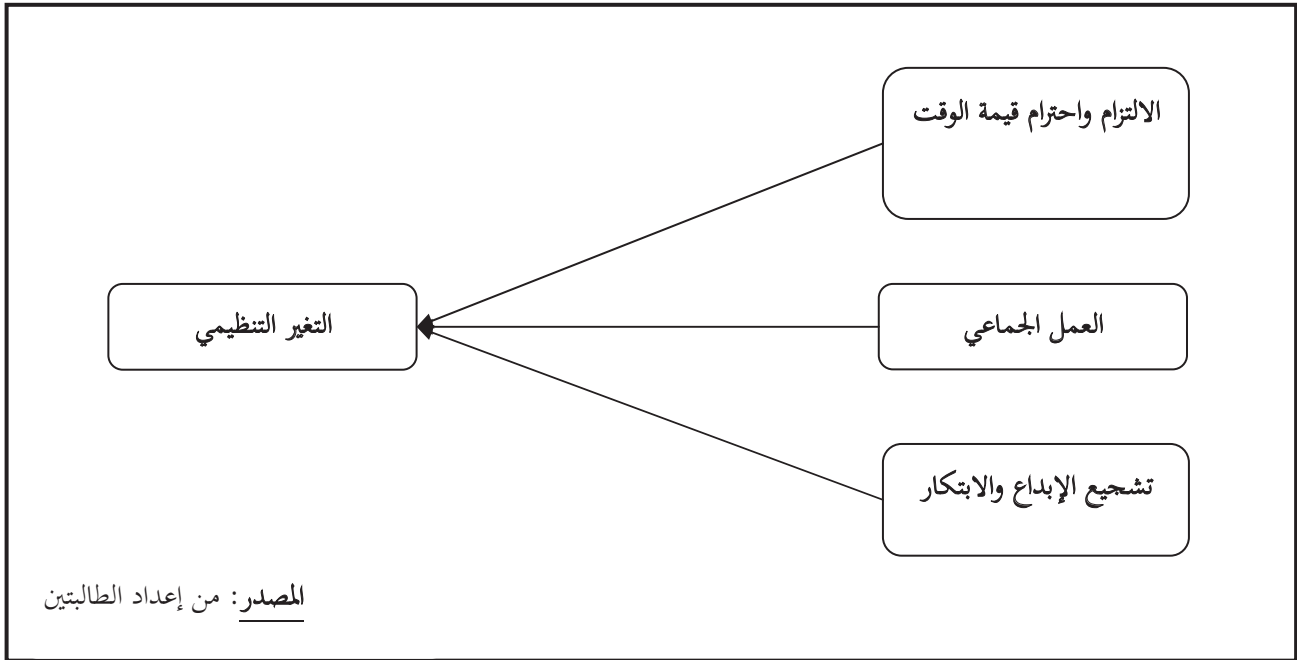 الالتزام واحترام قيمة الوقت
العمل الجماعي
التغير التنظيمي
تشجيع الإبداع والابتكار
المصدر: من إعداد الطالبتين